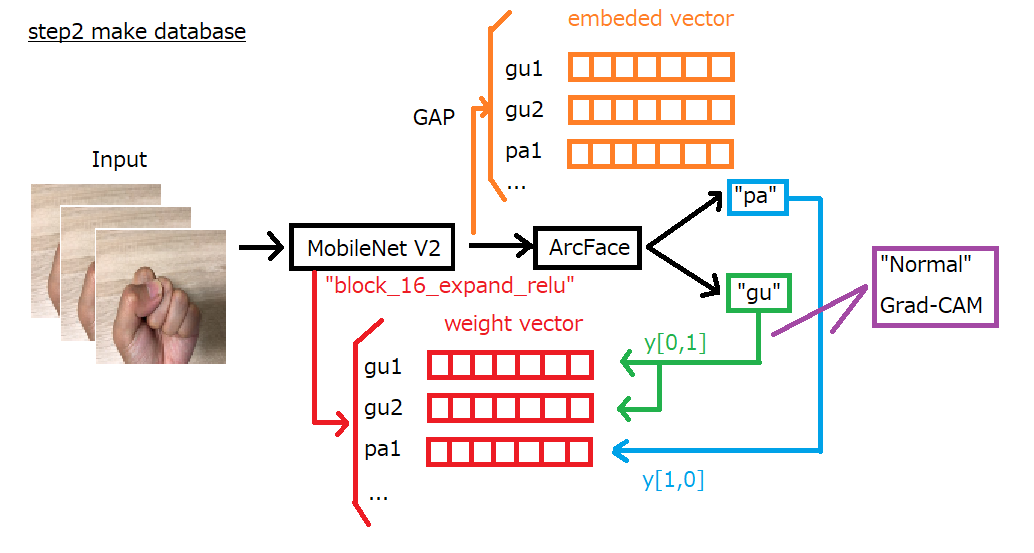 step2 make database
embeded vector
gu1
gu2
GAP
pa1
...
Input
"pa"
MobileNet V2
ArcFace
"block_16_expand_relu"
"gu"
"Normal"
Grad-CAM
weight vector
y[0,1]
gu1
gu2
pa1
y[1,0]
...